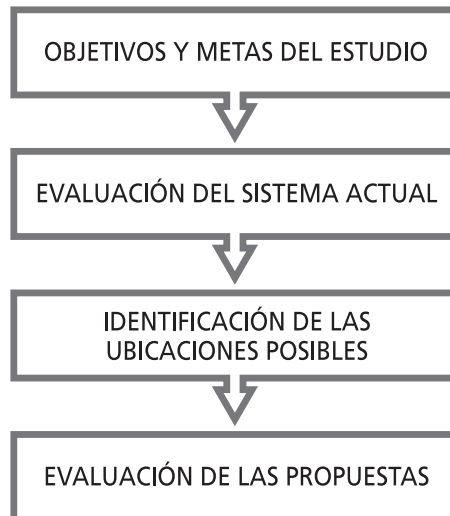 OBJETIVOS Y METAS DEL ESTUDIO
EVALUACIÓN DEL SISTEMA ACTUAL
IDENTIFICACIÓN DE LAS
UBICACIONES POSIBLES
EVALUACIÓN DE LAS PROPUESTAS